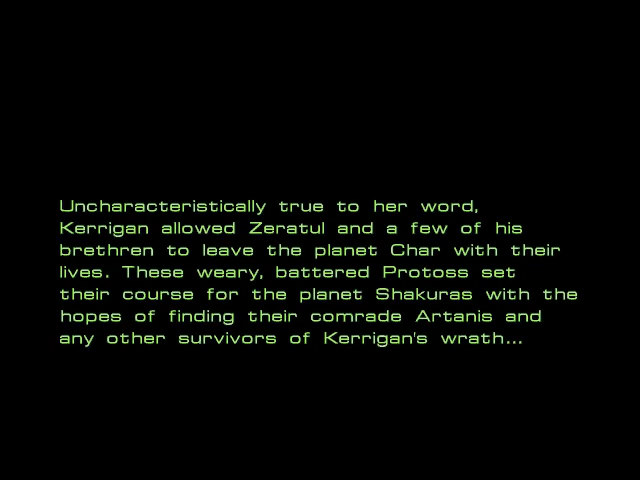 Uncharacteristically true to her word,
Kerrigan allowed Zeratul and a few of his
brethren to leave the planet Char with their
lives. These weary, battered Protoss set
their course for the planet Shakuras with the
hopes of finding their comrade Artanis and
any other survivors of Kerrigan's wrath...